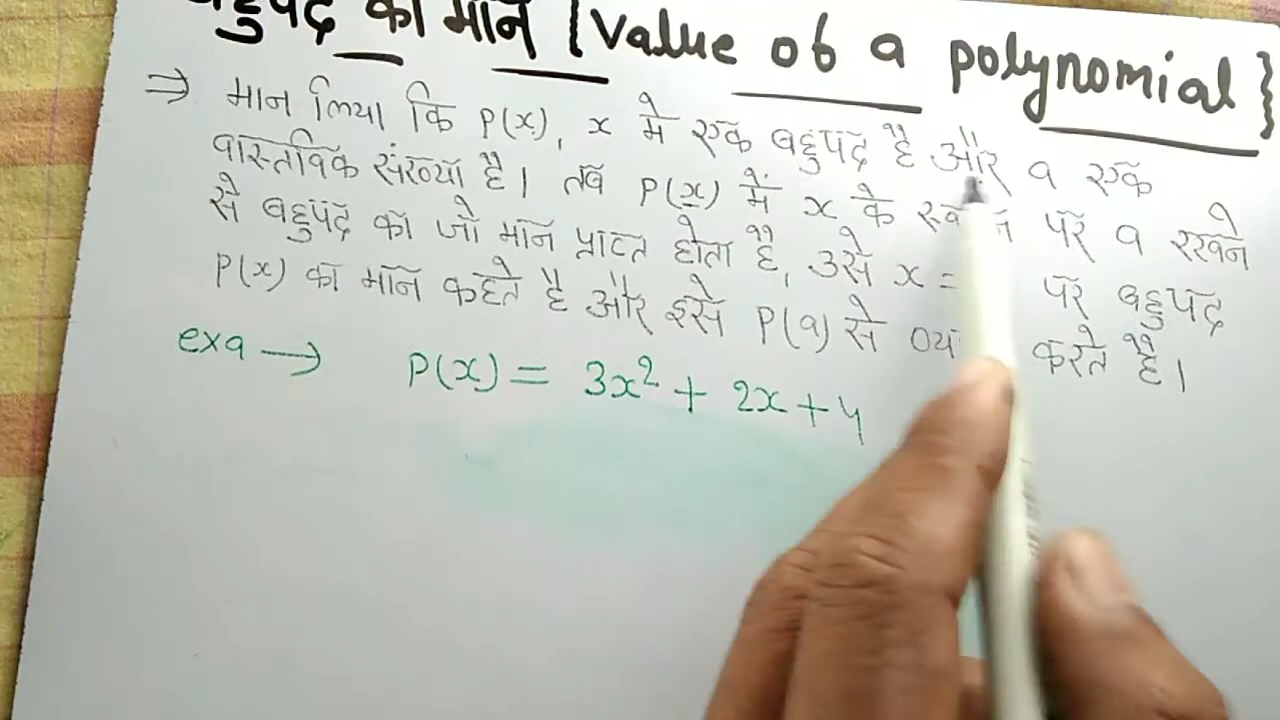 बहुपद का मान {Value of a polynomial}
⇒ मान लिया कि P(x), x मे एक बहुपद है और a एक
वास्तविक संख्या है। तब P(x) में x के पर a रखने
से बहुपद का जो मान प्राप्त होता है, उसे x = पर बहुपद
P(x) का मान कहते है और इसे P(a) से करते है।
exa → P(x) = 3x² + 2x + 4